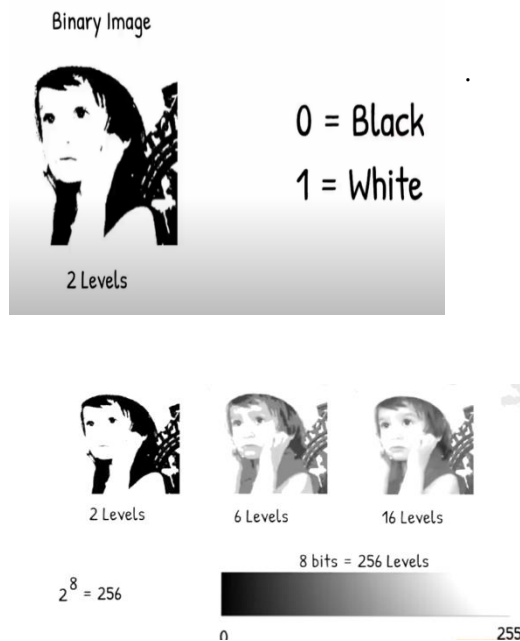 Binary Image
0 = Black
1 = White
2 Levels
2 Levels
6 Levels
16 Levels
8 bits = 256 Levels
2^8 = 256
0
255